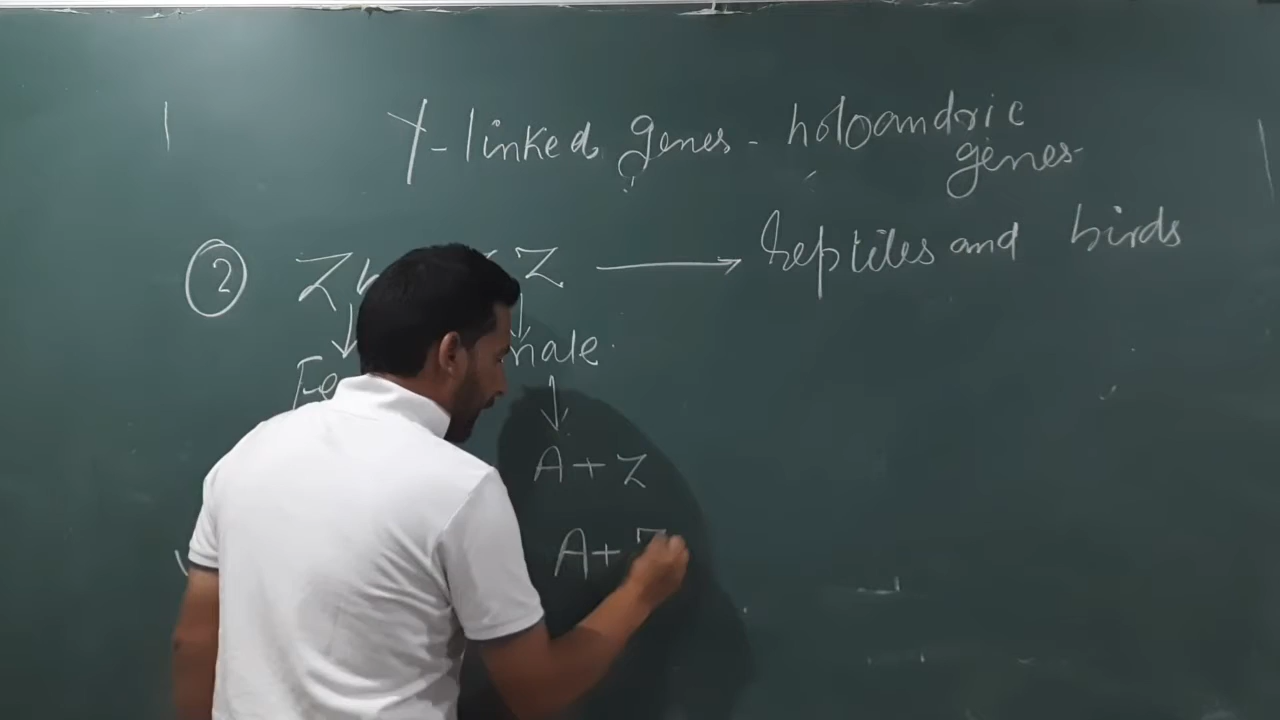 Y-linked genes - holoandric
genes
② Z Z → Reptiles and birds
male
A + Z
A +